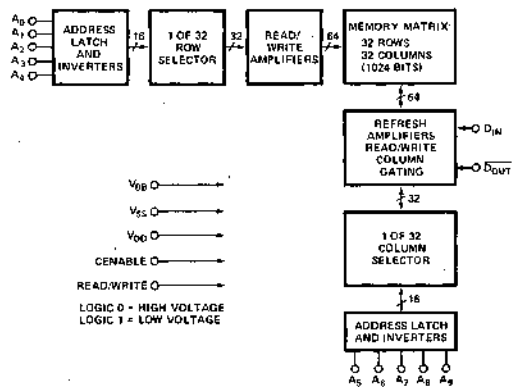 A0
A1
A2
A3
A4
ADDRESS
LATCH
AND
INVERTERS
16
1 OF 32
ROW
SELECTOR
32
READ/
WRITE
AMPLIFIERS
64
MEMORY MATRIX:
32 ROWS
32 COLUMNS
(1024 BITS)
64
REFRESH
AMPLIFIERS
READ/WRITE
COLUMN
GATING
DIN
DOUT
32
1 OF 32
COLUMN
SELECTOR
16
ADDRESS LATCH
AND INVERTERS
A5 A6 A7 A8 A9
VBB
VSS
VDD
CENABLE
READ/WRITE
LOGIC 0 = HIGH VOLTAGE
LOGIC 1 = LOW VOLTAGE